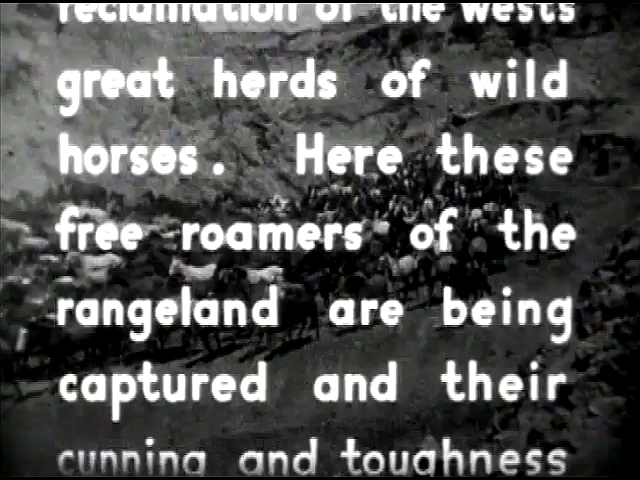 reclamation of the wests
great herds of wild
horses. Here these
free roamers of the
rangeland are being
captured and their
cunning and toughness